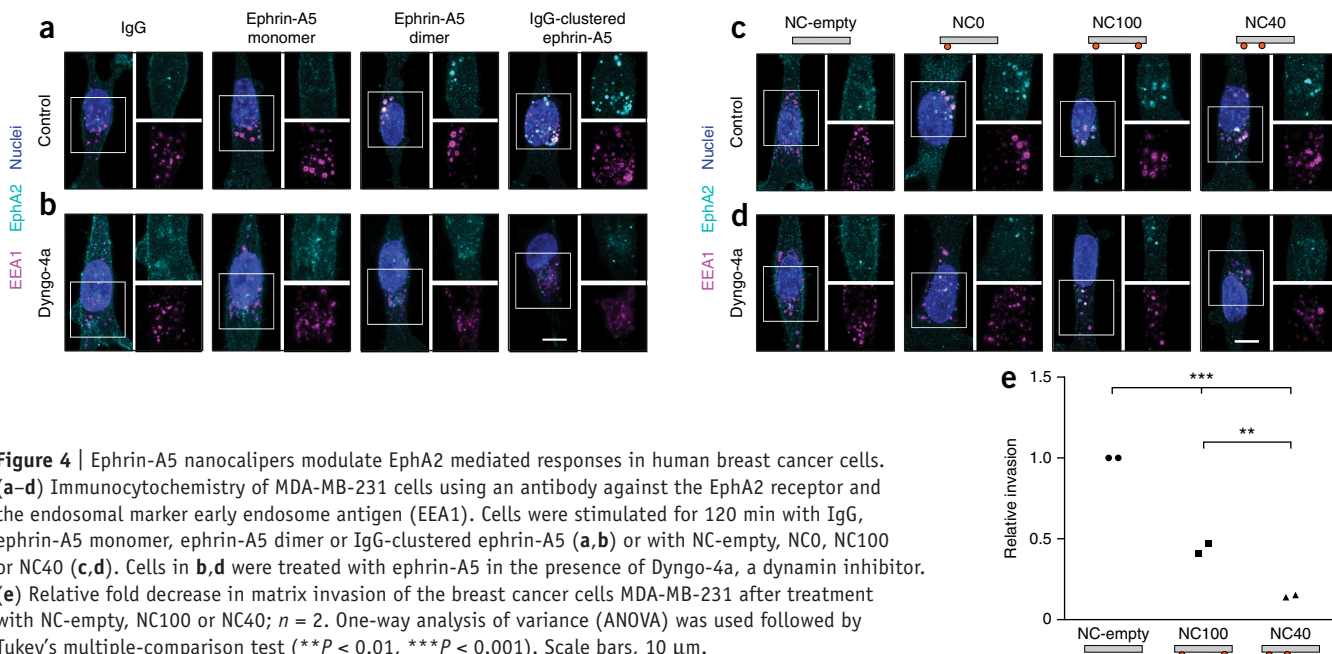 a
IgG
Ephrin-A5
monomer
Ephrin-A5
dimer
IgG-clustered
ephrin-A5
EEA1 EphA2 Nuclei
Control
b
Dyngo-4a
c
NC-empty
NC0
NC100
NC40
EEA1 EphA2 Nuclei
Control
d
Dyngo-4a
e
1.5
1.0
0.5
0
Relative invasion
***
**
NC-empty
NC100
NC40
Figure 4 | Ephrin-A5 nanocalipers modulate EphA2 mediated responses in human breast cancer cells.
(a–d) Immunocytochemistry of MDA-MB-231 cells using an antibody against the EphA2 receptor and
the endosomal marker early endosome antigen (EEA1). Cells were stimulated for 120 min with IgG,
ephrin-A5 monomer, ephrin-A5 dimer or IgG-clustered ephrin-A5 (a,b) or with NC-empty, NC0, NC100
or NC40 (c,d). Cells in b,d were treated with ephrin-A5 in the presence of Dyngo-4a, a dynamin inhibitor.
(e) Relative fold decrease in matrix invasion of the breast cancer cells MDA-MB-231 after treatment
with NC-empty, NC100 or NC40; n = 2. One-way analysis of variance (ANOVA) was used followed by
Tukey's multiple-comparison test (**P < 0.01, ***P < 0.001). Scale bars, 10 μm.